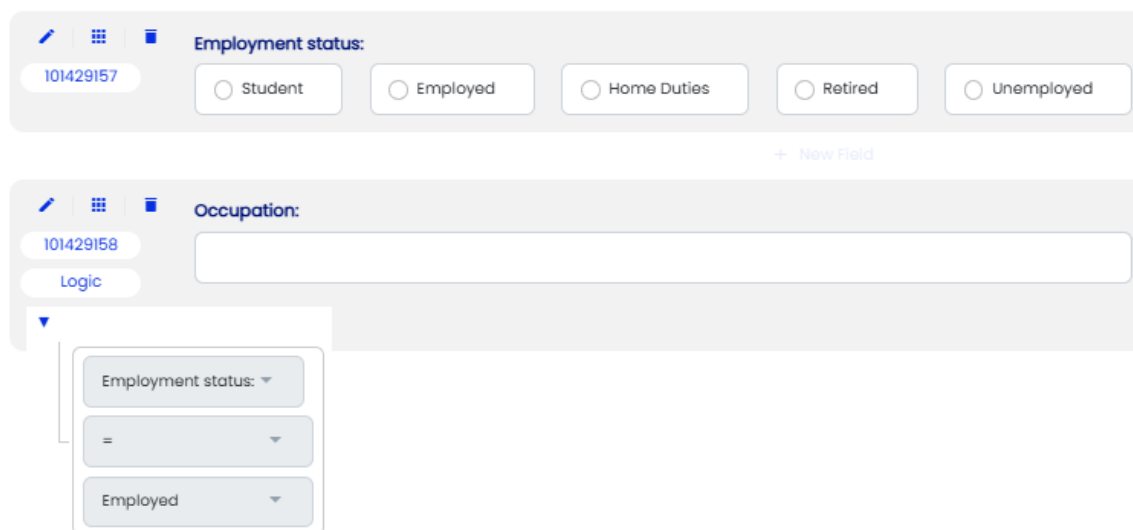 Employment status:
101429157
Student Employed Home Duties Retired Unemployed
+ New Field
Occupation:
101429158
Logic
Employment status:
=
Employed